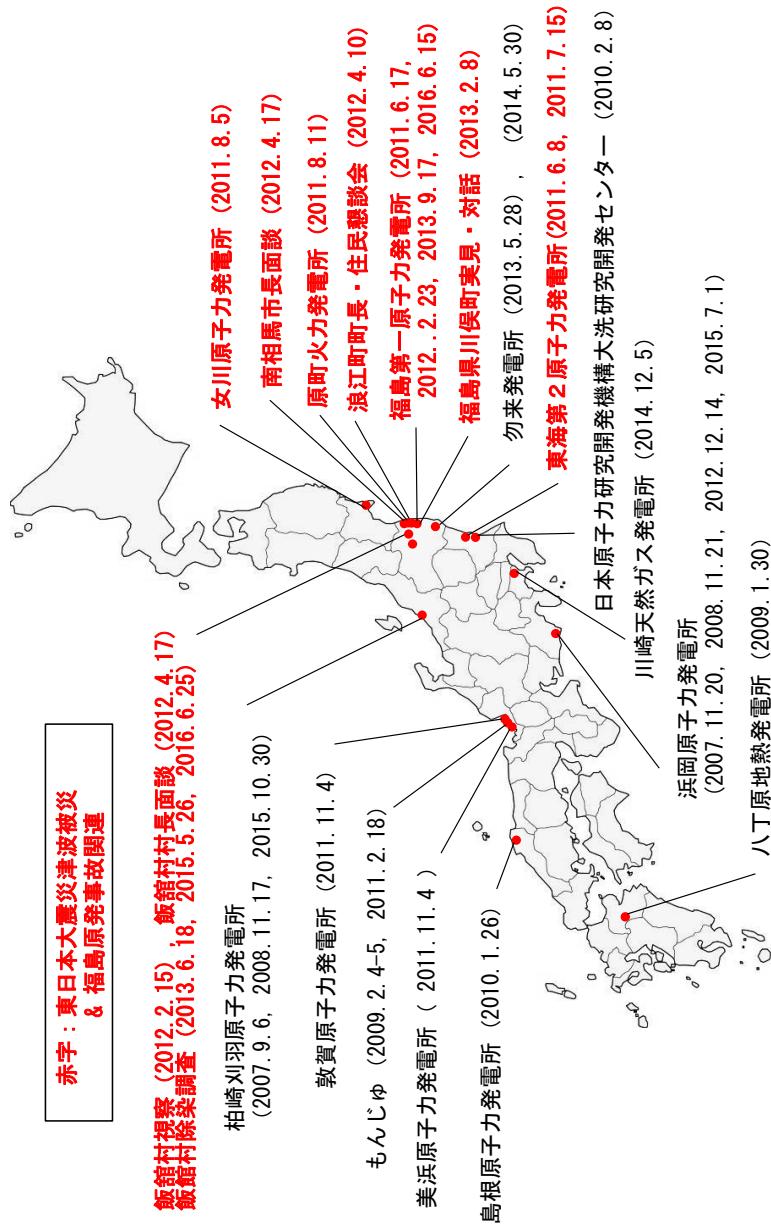 赤字：東日本大震災津波被災
& 福島原発事故関連
飯舘村視察（2012.2.15），飯舘村村長面談（2012.4.17）
飯館村除染調査（2013.6.18，2015.5.26，2016.6.25）
柏崎刈羽原子力発電所
（2007.9.6，2008.11.17，2015.10.30）
敦賀原子力発電所（2011.11.4）
もんじゅ（2009.2.4-5，2011.2.18）
美浜原子力発電所（ 2011.11.4 ）
島根原子力発電所（2010.1.26）
女川原子力発電所（2011.8.5）
南相馬市長面談（2012.4.17）
原町火力発電所（2011.8.11）
浪江町町長・住民懇談会（2012.4.10）
福島第一原子力発電所（2011.6.17，
2012..2.23，2013.9.17，2016.6.15）
福島県川俣町実見・対話（2013.2.8）
勿来発電所（2013.5.28），（2014.5.30）
東海第２原子力発電所(2011.6.8，2011.7.15)
日本原子力研究開発機構大洗研究開発センター（2010.2.8）
川崎天然ガス発電所（2014.12.5）
浜岡原子力発電所
（2007.11.20，2008.11.21，2012.12.14，2015.7.1）
八丁原地熱発電所（2009.1.30）